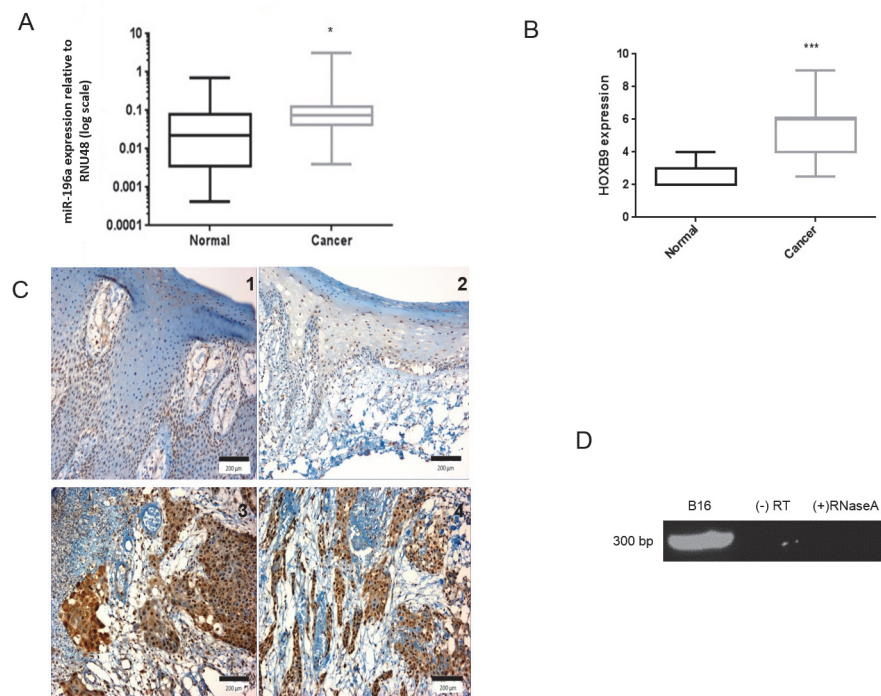 A
miR-196a expression relative to
RNU48 (log scale)
10
1
0.1
0.01
0.001
0.0001
*
Normal
Cancer
B
HOXB9 expression
10
8
6
4
2
0
***
Normal
Cancer
C
1
200 µm
2
200 µm
3
200 µm
4
200 µm
D
B16
(-) RT
(+)RNaseA
300 bp